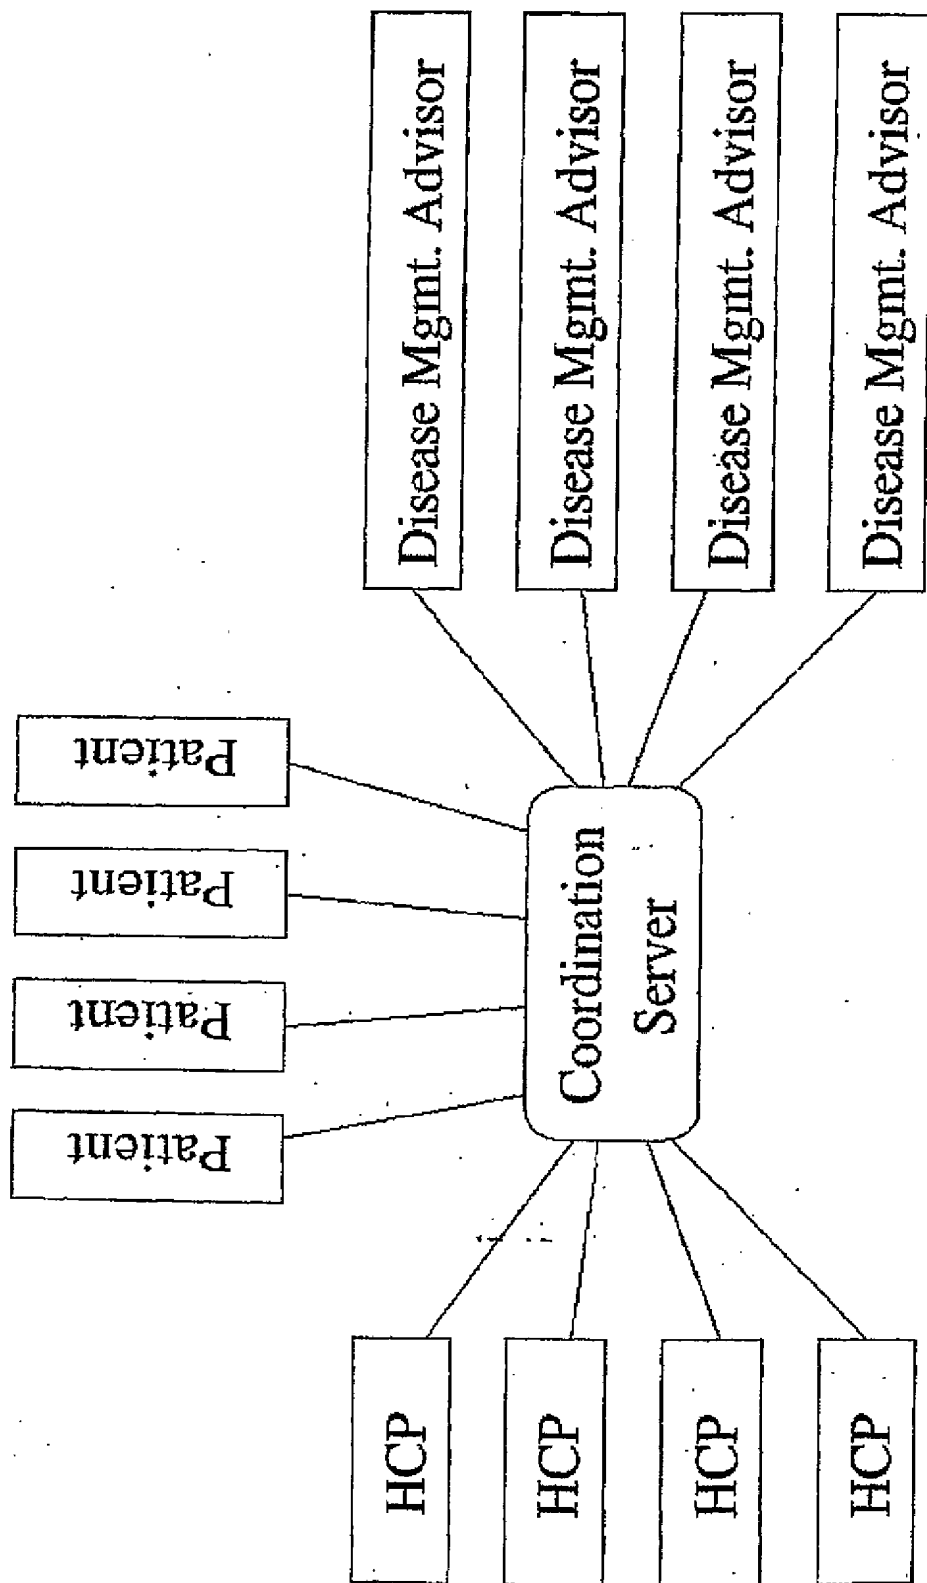 Patient
Patient
Patient
Patient
HCP
HCP
HCP
HCP
Coordination
Server
Disease Mgmt. Advisor
Disease Mgmt. Advisor
Disease Mgmt. Advisor
Disease Mgmt. Advisor